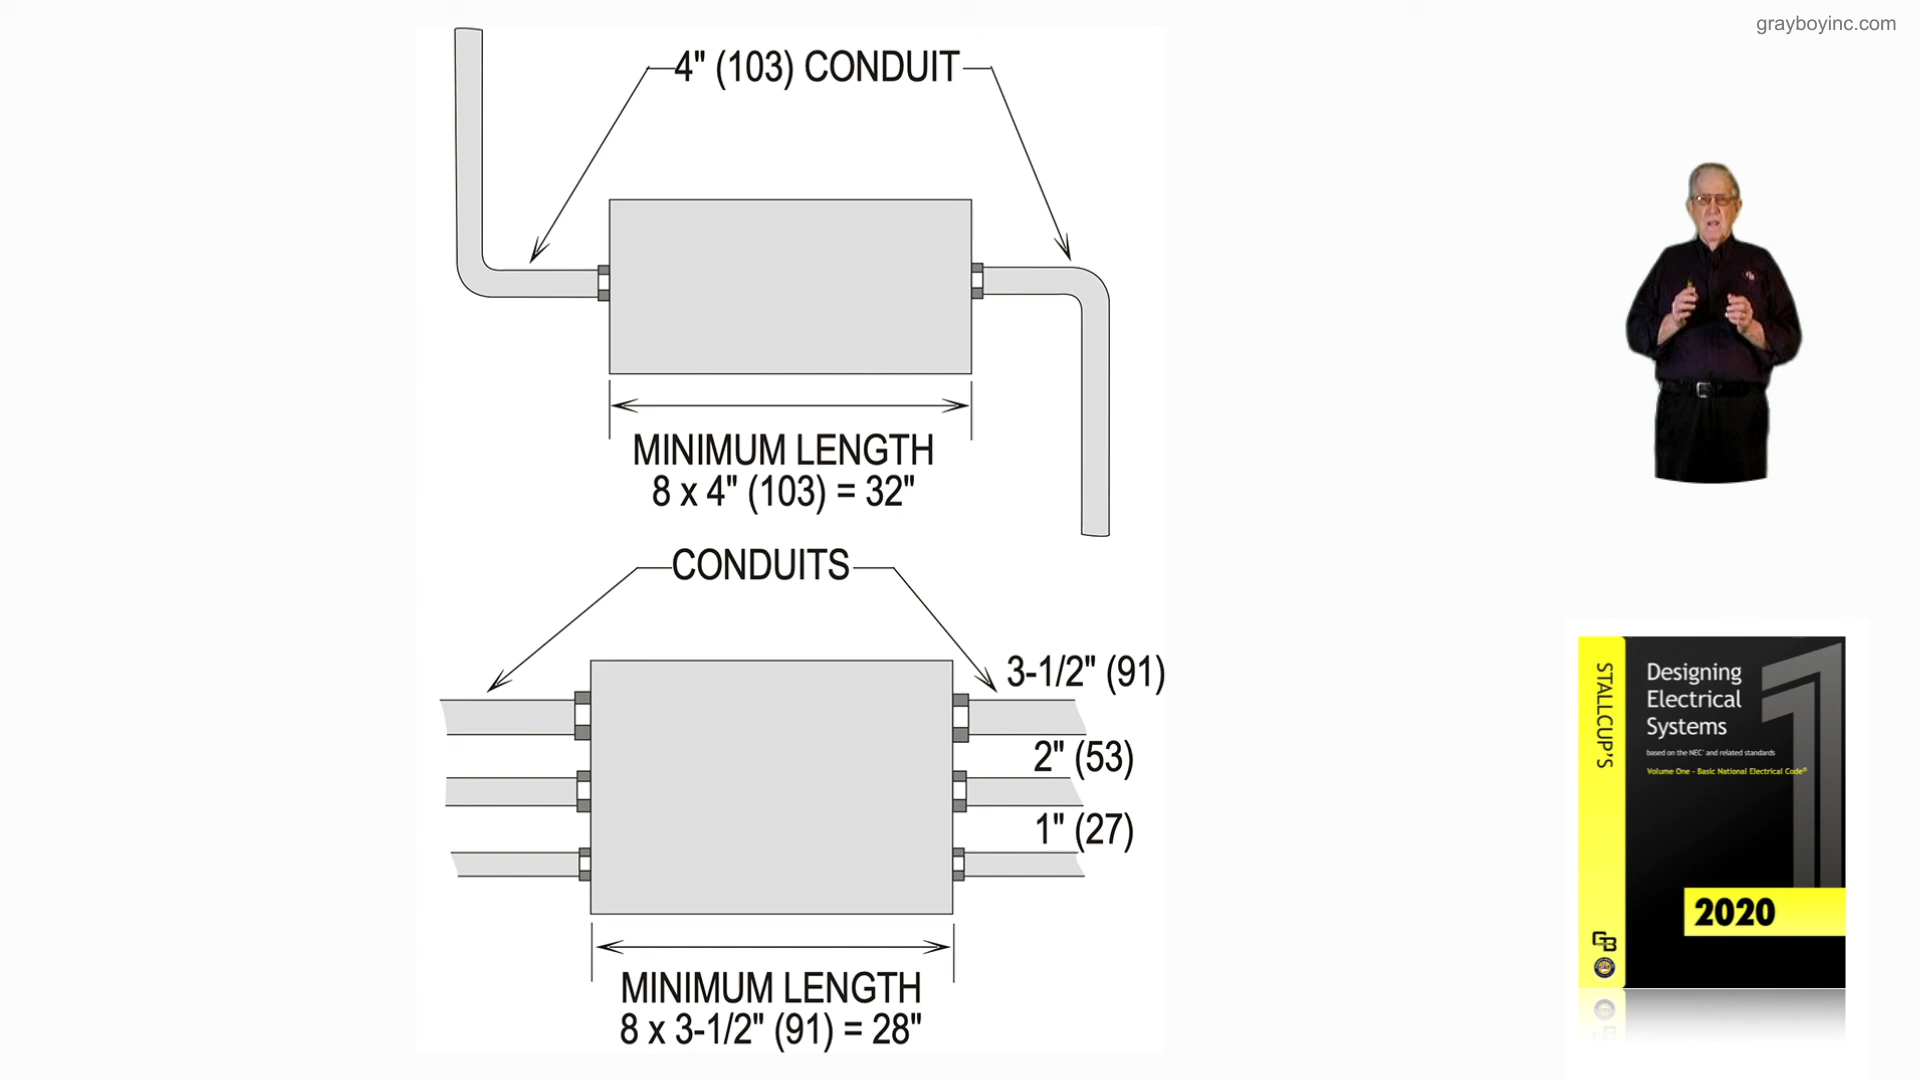 grayboyinc.com
4" (103) CONDUIT
MINIMUM LENGTH
8 x 4" (103) = 32"
CONDUITS
3-1/2" (91)
2" (53)
1" (27)
MINIMUM LENGTH
8 x 3-1/2" (91) = 28"
STALLCUP'S
Designing
Electrical
Systems
based on the NEC® and related standards
Volume One - Basic National Electrical Code®
1
2020
GB